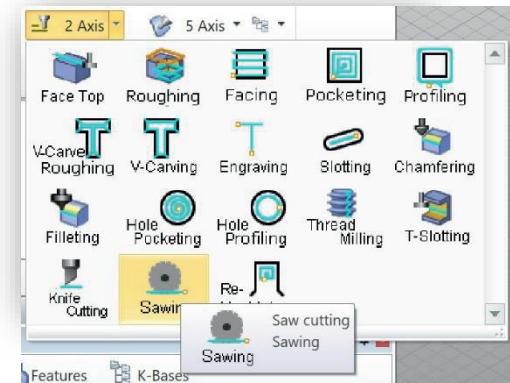 2 Axis
5 Axis
Face Top
Roughing
Facing
Pocketing
Profiling
V-Carve
Roughing
V-Carving
Engraving
Slotting
Chamfering
Filleting
Hole
Pocketing
Hole
Profiling
Thread
Milling
T-Slotting
Knife
Cutting
Sawing
Re-
Saw cutting
Sawing
Sawing
Features
K-Bases